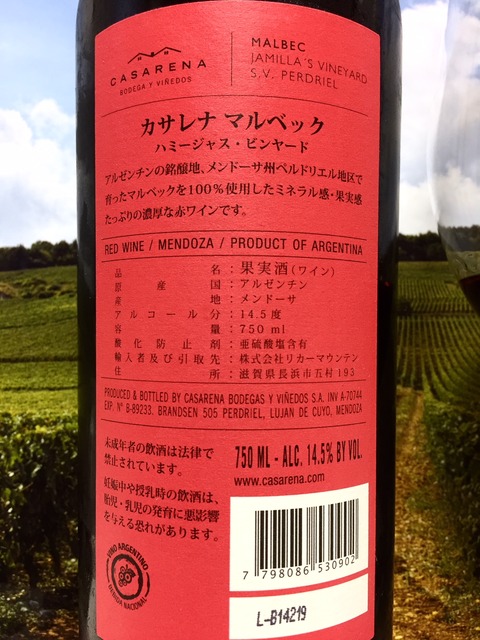 CASARENA
BODEGA Y VIÑEDOS
MALBEC
JAMILLA'S VINEYARD
S.V. PERDRIEL
カサレナ マルベック
ハミージャス・ビンヤード
アルゼンチンの銘醸地、メンドーサ州ペルドリエル地区で
育ったマルベックを100%使用したミネラル感・果実感
たっぷりの濃厚な赤ワインです。
RED WINE / MENDOZA / PRODUCT OF ARGENTINA
品名：果実酒(ワイン)
原産国：アルゼンチン
産地：メンドーサ
アルコール分：14.5度
容量：750 ml
酸化防止剤：亜硫酸塩含有
輸入者及び引取先：株式会社リカーマウンテン
住所：滋賀県長浜市五村193
PRODUCED & BOTTLED BY CASARENA BODEGAS Y VIÑEDOS S.A. INV A-70744
EXP. Nº B-89233. BRANDSEN 505 PERDRIEL, LUJAN DE CUYO, MENDOZA
未成年者の飲酒は法律で
禁止されています。
妊娠中や授乳時の飲酒は、
胎児・乳児の発育に悪影響
を与える恐れがあります。
750 ML - ALC. 14.5% BY VOL.
www.casarena.com
VINO ARGENTINO
BEBIDA NACIONAL
7 798086 530902
L-B14219